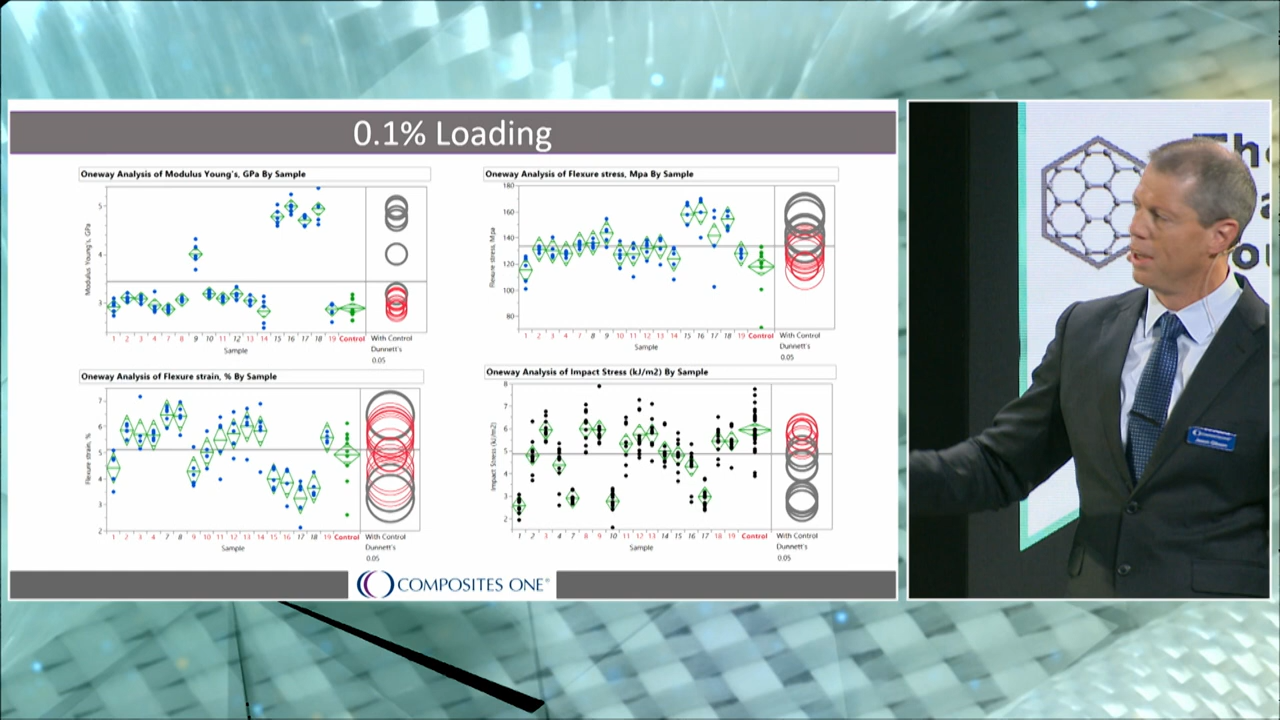 0.1% Loading
Oneway Analysis of Modulus Young's, GPa By Sample
Modulus Young's, GPa
5
4
3
1 2 3 4 7 8 9 10 11 12 13 14 15 16 17 18 19 Control
With Control
Dunnett's
0.05
Sample
Oneway Analysis of Flexure stress, Mpa By Sample
Flexure stress, Mpa
180
160
140
120
100
80
1 2 3 4 7 8 9 10 11 12 13 14 15 16 17 18 19 Control
With Control
Dunnett's
0.05
Sample
Oneway Analysis of Flexure strain, % By Sample
Flexure strain, %
7
6
5
4
3
2
1 2 3 4 7 8 9 10 11 12 13 14 15 16 17 18 19 Control
With Control
Dunnett's
0.05
Sample
Oneway Analysis of Impact Stress (kJ/m2) By Sample
Impact Stress (kJ/m2)
8
7
6
5
4
3
2
1 2 3 4 7 8 9 10 11 12 13 14 15 16 17 18 19 Control
With Control
Dunnett's
0.05
Sample
COMPOSITES ONE®
The